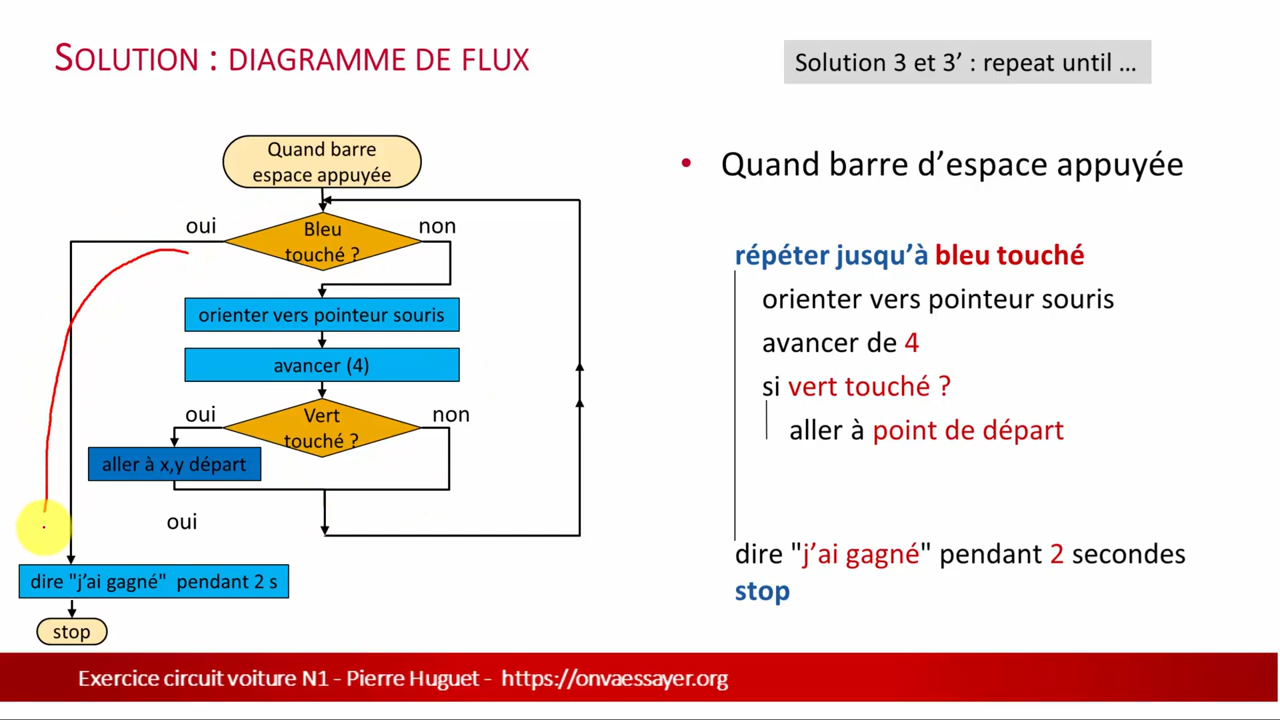 SOLUTION : DIAGRAMME DE FLUX
Solution 3 et 3’ : repeat until …
Quand barre
espace appuyée
oui
non
Bleu
touché ?
orienter vers pointeur souris
avancer (4)
oui
non
Vert
touché ?
aller à x,y départ
oui
dire "j’ai gagné"  pendant 2 s
stop
• Quand barre d’espace appuyée
répéter jusqu’à bleu touché
orienter vers pointeur souris
avancer de 4
si vert touché ?
aller à point de départ
dire "j’ai gagné" pendant 2 secondes
stop
Exercice circuit voiture N1 - Pierre Huguet -  https://onvaessayer.org